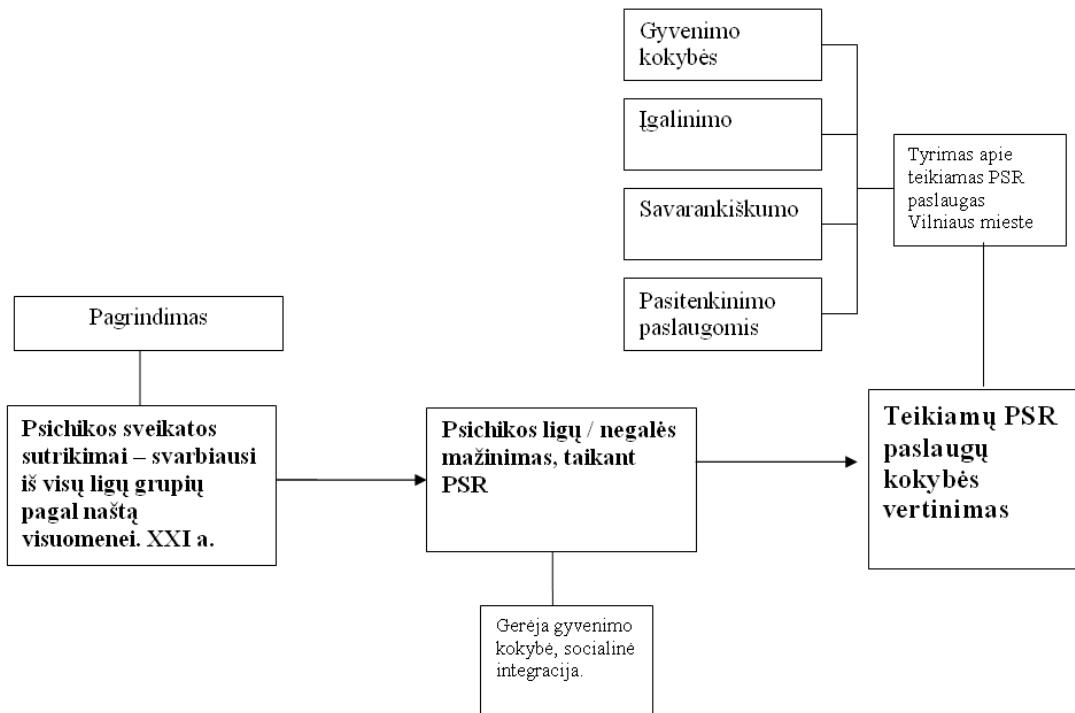 Gyvenimo
kokybės
Įgalinimo
Savarankiškumo
Pasitenkinimo
paslaugomis
Tyrimas apie
teikiamas PSR
paslaugas
Vilniaus mieste
Pagrindimas
Psichikos sveikatos
sutrikimai – svarbiausi
iš visų ligų grupių
pagal naštą
visuomenei. XXI a.
Psichikos ligų / negalės
mažinimas, taikant
PSR
Teikiamų PSR
paslaugų
kokybės
vertinimas
Gerėja gyvenimo
kokybė, socialinė
integracija.